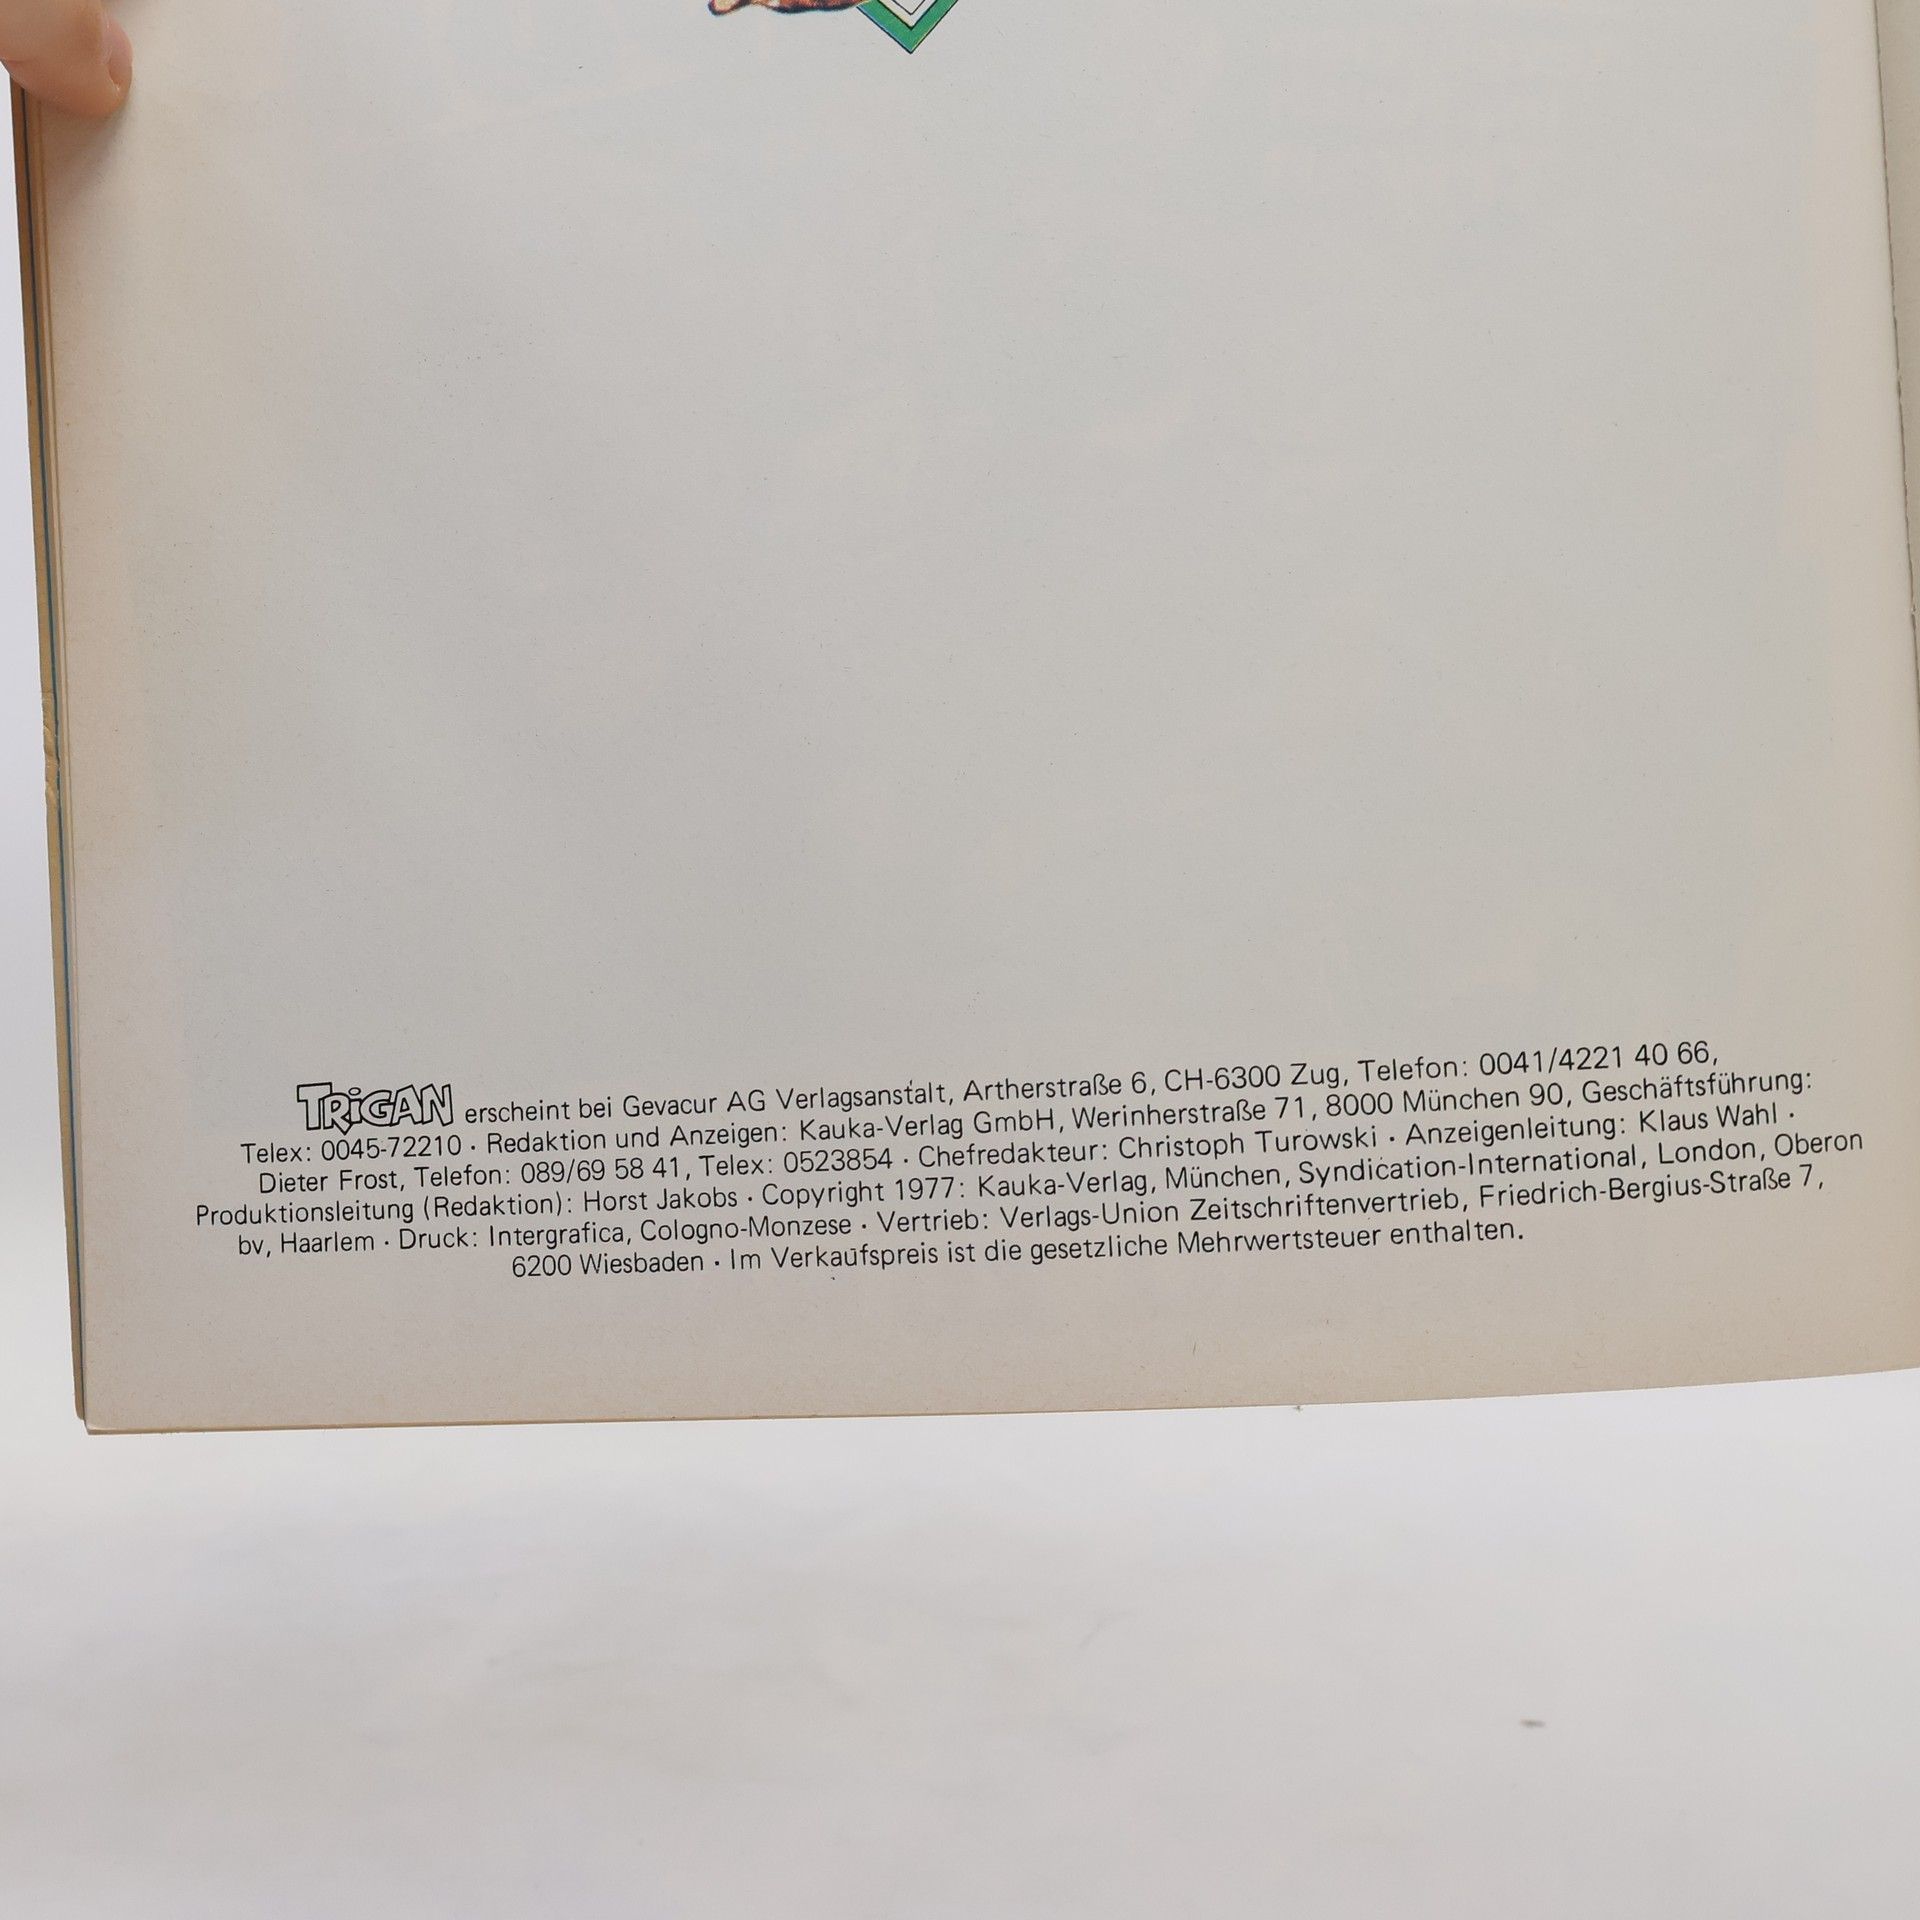 TRiGAN erscheint bei Gevacur AG Verlagsanstalt, Artherstraße 6, CH-6300 Zug, Telefon: 0041/4221 40 66,
Telex: 0045-72210 · Redaktion und Anzeigen: Kauka-Verlag GmbH, Werinherstraße 71, 8000 München 90, Geschäftsführung:
Dieter Frost, Telefon: 089/69 58 41, Telex: 0523854 · Chefredakteur: Christoph Turowski · Anzeigenleitung: Klaus Wahl ·
Produktionsleitung (Redaktion): Horst Jakobs · Copyright 1977: Kauka-Verlag, München, Syndication-International, London, Oberon
bv, Haarlem · Druck: Intergrafica, Cologno-Monzese · Vertrieb: Verlags-Union Zeitschriftenvertrieb, Friedrich-Bergius-Straße 7,
6200 Wiesbaden · Im Verkaufspreis ist die gesetzliche Mehrwertsteuer enthalten.